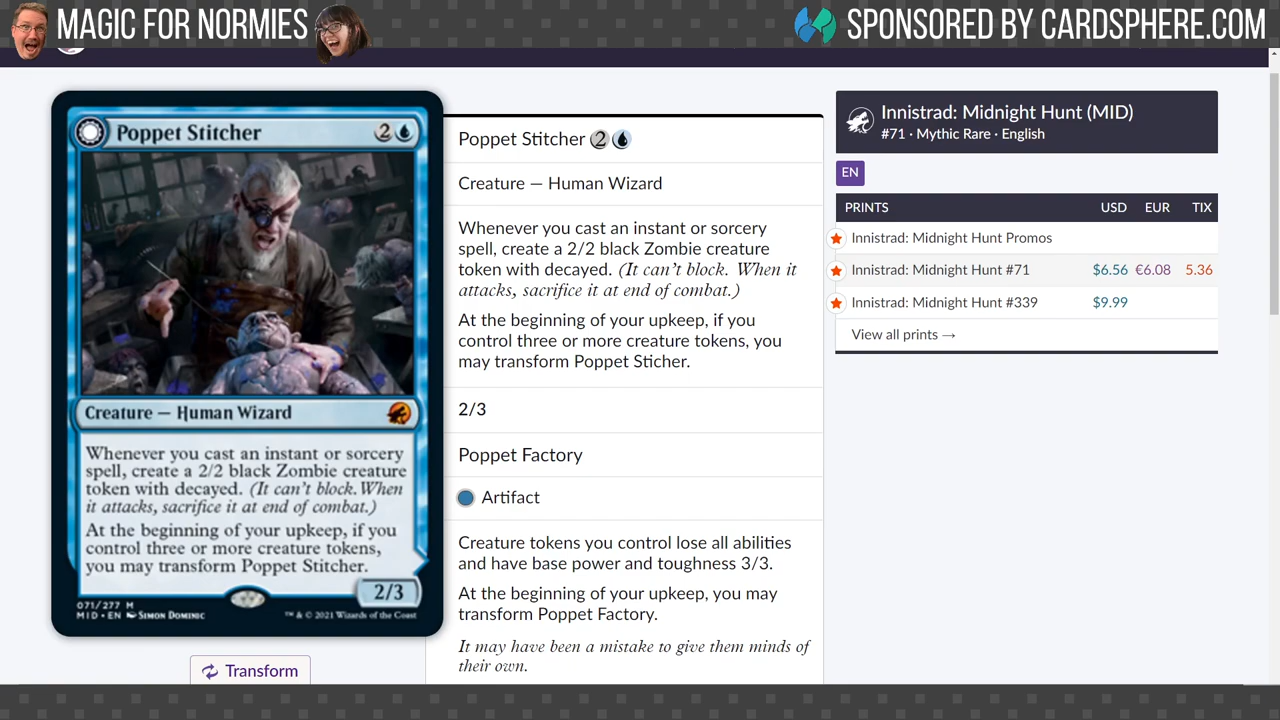 MAGIC FOR NORMIES
SPONSORED BY CARDSPHERE.COM
Poppet Stitcher 2
Creature — Human Wizard
Whenever you cast an instant or sorcery
spell, create a 2/2 black Zombie creature
token with decayed. (It can't block. When
it attacks, sacrifice it at end of combat.)
At the beginning of your upkeep, if you
control three or more creature tokens,
you may transform Poppet Stitcher.
2/3
071/277 M
MID • EN SIMON DOMINIC
™ & © 2021 Wizards of the Coast
Transform
Poppet Stitcher 2
Creature — Human Wizard
Whenever you cast an instant or sorcery
spell, create a 2/2 black Zombie creature
token with decayed. (It can't block. When it
attacks, sacrifice it at end of combat.)
At the beginning of your upkeep, if you
control three or more creature tokens, you
may transform Poppet Sticher.
2/3
Poppet Factory
Artifact
Creature tokens you control lose all abilities
and have base power and toughness 3/3.
At the beginning of your upkeep, you may
transform Poppet Factory.
It may have been a mistake to give them minds of
their own.
Innistrad: Midnight Hunt (MID)
#71 · Mythic Rare · English
EN
PRINTS USD EUR TIX
Innistrad: Midnight Hunt Promos
Innistrad: Midnight Hunt #71 $6.56 €6.08 5.36
Innistrad: Midnight Hunt #339 $9.99
View all prints →